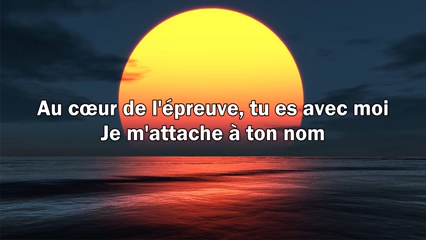 Au cœur de l'épreuve, tu es avec moi
Je m'attache à ton nom